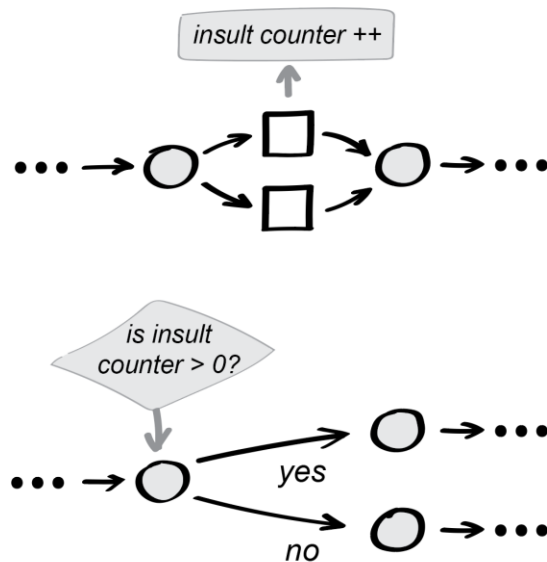 insult counter ++
is insult
counter > 0?
yes
no